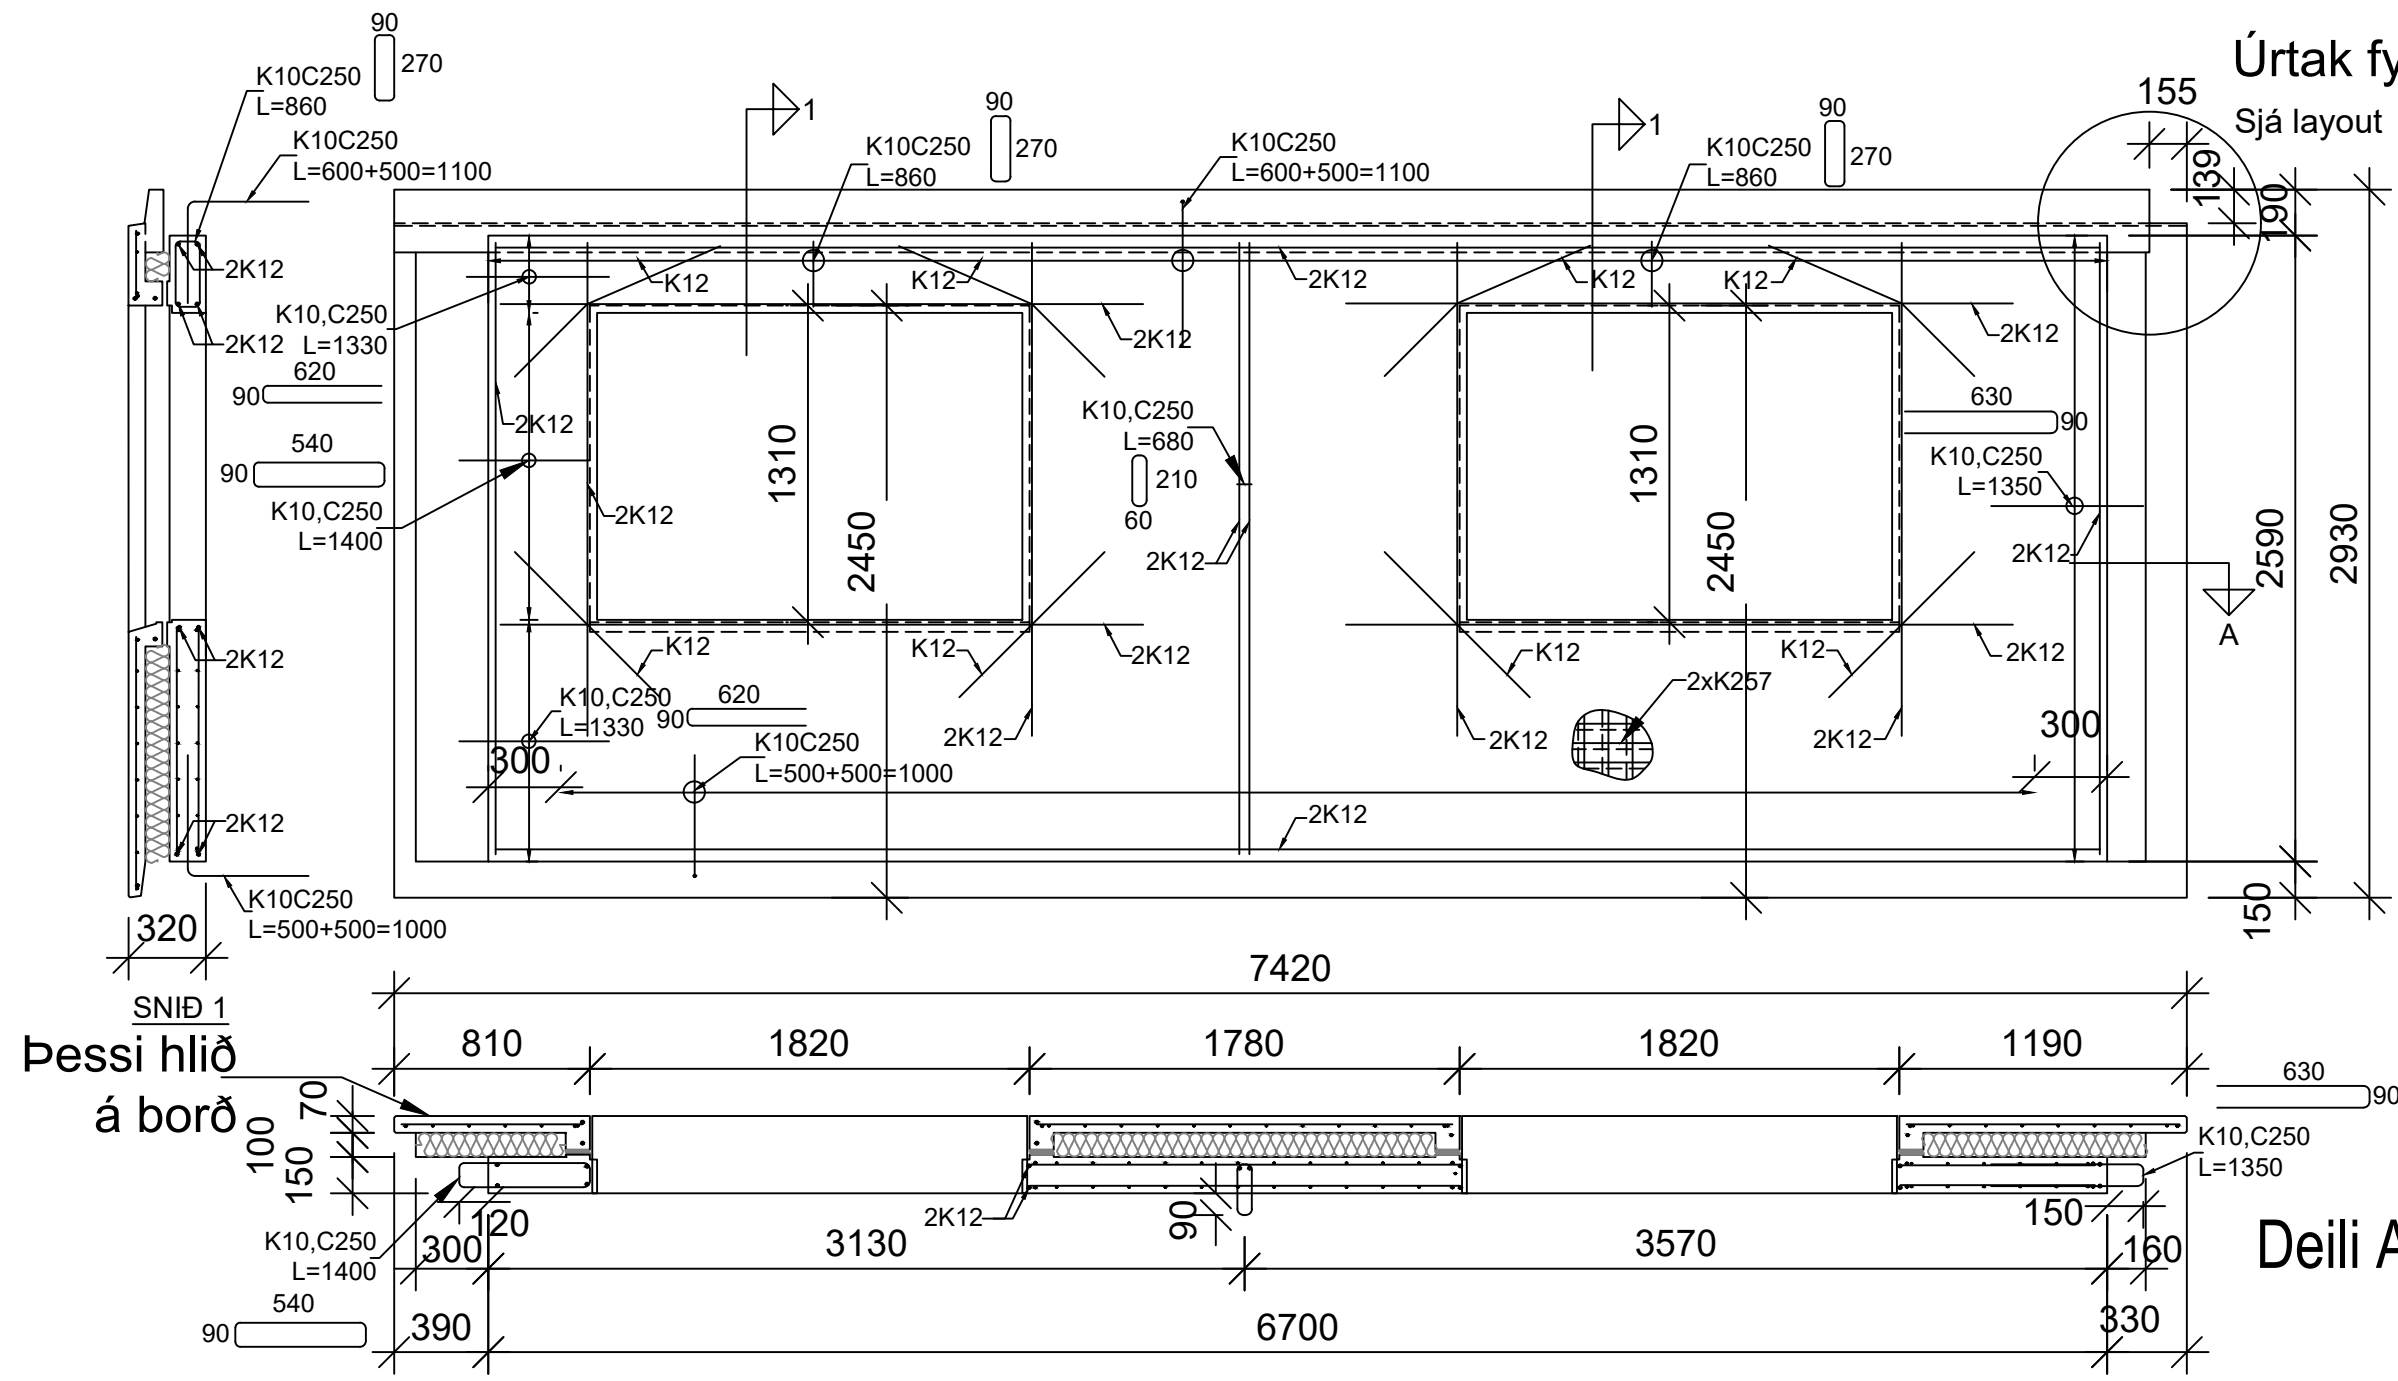 90
270
K10C250
L=860
K10C250
L=600+500=1100
1
K10C250
L=860
90
270
K10C250
L=600+500=1100
1
K10C250
L=860
90
270
155
Úrtak fy
Sjá layout
139
190
2K12
K12
K12
2K12
K12
K12
K10,C250
L=1330
2K12
2K12
2K12
620
90
540
90
K10,C250
L=1400
2K12
2K12
1310
2450
K10,C250
L=680
210
60
2K12
1310
2450
630
90
K10,C250
L=1350
2K12
A
2590
2930
2K12
K12
K12
2K12
K12
K12
2K12
2xK257
K10,C250
L=1330
620
90
300
K10C250
L=500+500=1000
2K12
2K12
2K12
300
2K12
2K12
K10C250
L=500+500=1000
150
320
SNIÐ 1
7420
810
1820
1780
1820
1190
Þessi hlið
á borð
70
100
150
630
90
K10,C250
L=1350
K10,C250
L=1400
120
300
2K12
90
3130
3570
150
160
Deili A
540
90
390
6700
330